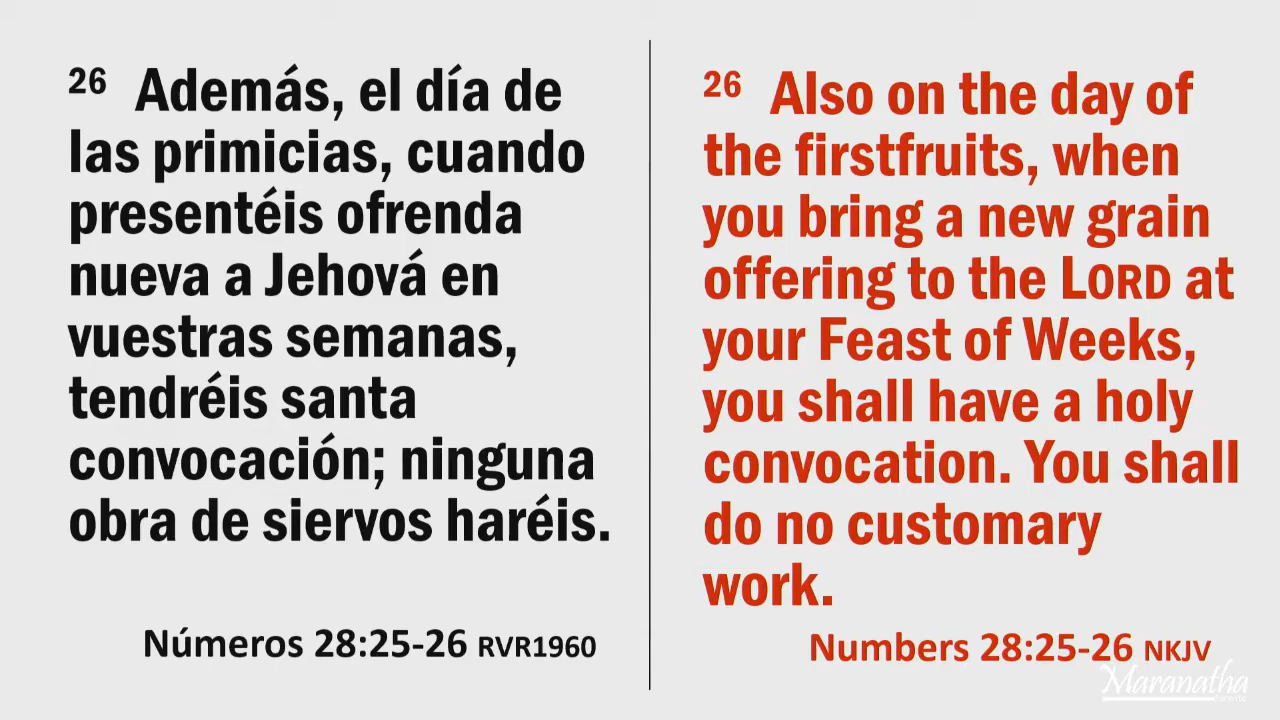 26 Además, el día de
las primicias, cuando
presentéis ofrenda
nueva a Jehová en
vuestras semanas,
tendréis santa
convocación; ninguna
obra de siervos haréis.
Números 28:25-26 RVR1960
26 Also on the day of
the firstfruits, when
you bring a new grain
offering to the LORD at
your Feast of Weeks,
you shall have a holy
convocation. You shall
do no customary
work.
Numbers 28:25-26 NKJV
Maranatha